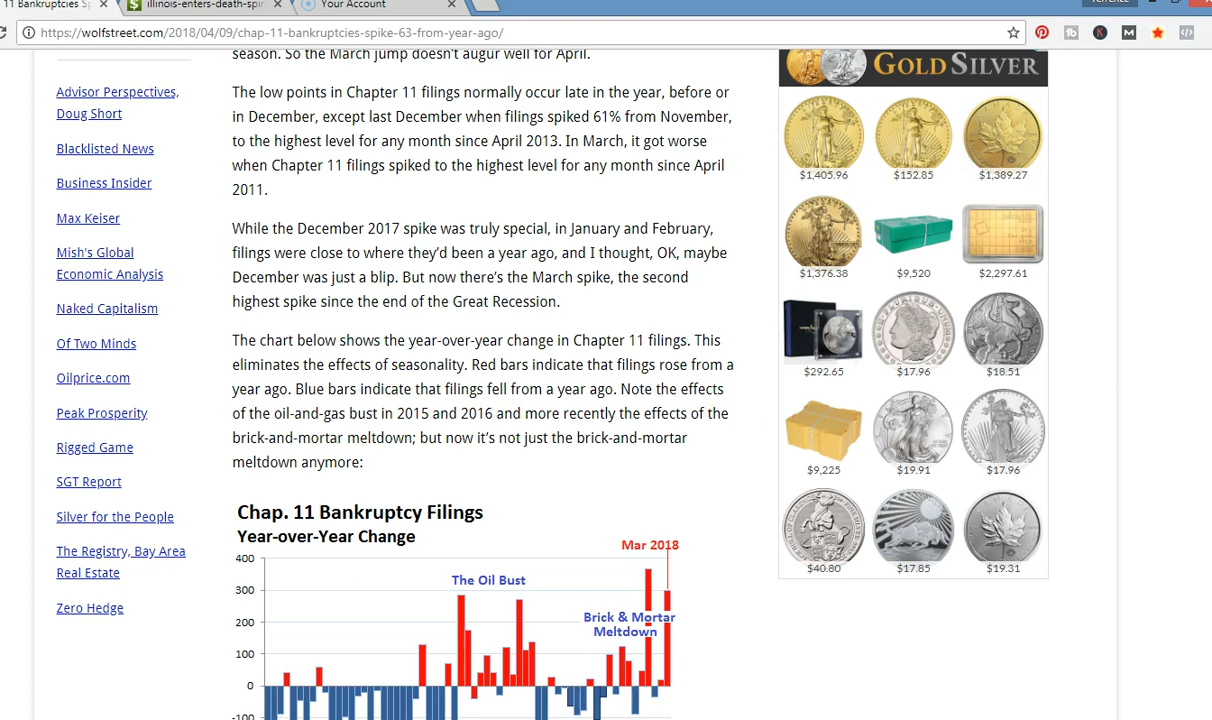 11 Bankruptcies Sp
illinois-enters-death-spir
Your Account
https://wolfstreet.com/2018/04/09/chap-11-bankruptcies-spike-63-from-year-ago/
Advisor Perspectives,
Doug Short
Blacklisted News
Business Insider
Max Keiser
Mish's Global
Economic Analysis
Naked Capitalism
Of Two Minds
Oilprice.com
Peak Prosperity
Rigged Game
SGT Report
Silver for the People
The Registry, Bay Area
Real Estate
Zero Hedge
season. So the March jump doesn't augur well for April.
The low points in Chapter 11 filings normally occur late in the year, before or
in December, except last December when filings spiked 61% from November,
to the highest level for any month since April 2013. In March, it got worse
when Chapter 11 filings spiked to the highest level for any month since April
2011.
While the December 2017 spike was truly special, in January and February,
filings were close to where they’d been a year ago, and I thought, OK, maybe
December was just a blip. But now there’s the March spike, the second
highest spike since the end of the Great Recession.
The chart below shows the year-over-year change in Chapter 11 filings. This
eliminates the effects of seasonality. Red bars indicate that filings rose from a
year ago. Blue bars indicate that filings fell from a year ago. Note the effects
of the oil-and-gas bust in 2015 and 2016 and more recently the effects of the
brick-and-mortar meltdown; but now it’s not just the brick-and-mortar
meltdown anymore:
Chap. 11 Bankruptcy Filings
Year-over-Year Change
400
300
200
100
0
-100
The Oil Bust
Mar 2018
Brick & Mortar
Meltdown
GOLD SILVER
$1,405.96
$152.85
$1,389.27
$1,376.38
$9,520
$2,297.61
$292.65
$17.96
$18.51
$9,225
$19.91
$17.96
$40.80
$17.85
$19.31